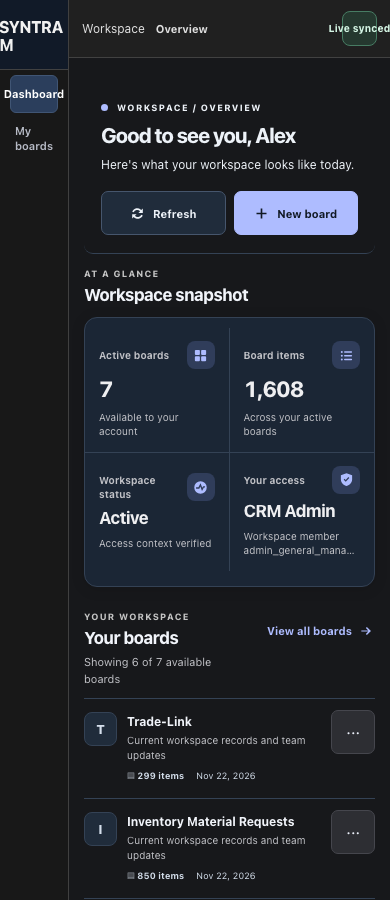 SYNTRA
M
Dashboard
My
boards
Workspace Overview
Live synced
WORKSPACE / OVERVIEW
Good to see you, Alex
Here's what your workspace looks like today.
Refresh
New board
AT A GLANCE
Workspace snapshot
Active boards
7
Available to your
account
Board items
1,608
Across your active
boards
Workspace
status
Active
Access context verified
Your access
CRM Admin
Workspace member
admin_general_mana...
YOUR WORKSPACE
Your boards
View all boards
Showing 6 of 7 available
boards
T
Trade-Link
Current workspace records and team
updates
299 items Nov 22, 2026
...
I
Inventory Material Requests
Current workspace records and team
updates
850 items Nov 22, 2026
...